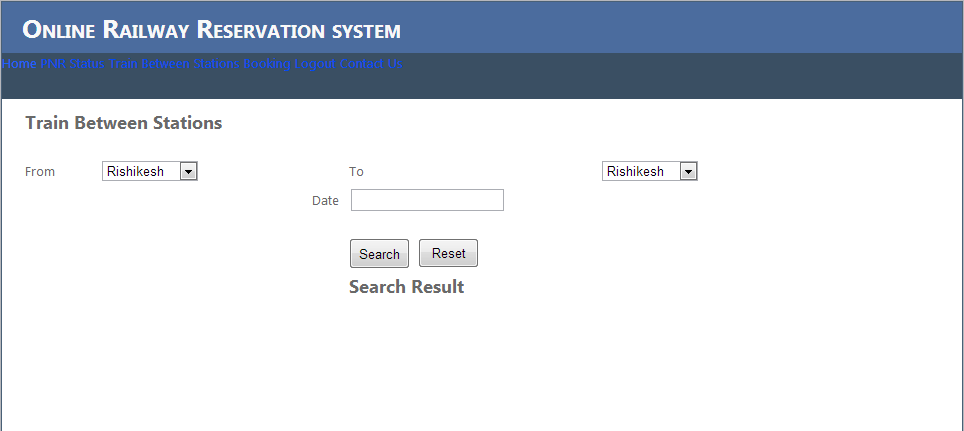 Online Railway Reservation system
Home PNR Status Train Between Stations Booking Logout Contact Us
Train Between Stations
From Rishikesh To Rishikesh
Date
Search Reset
Search Result